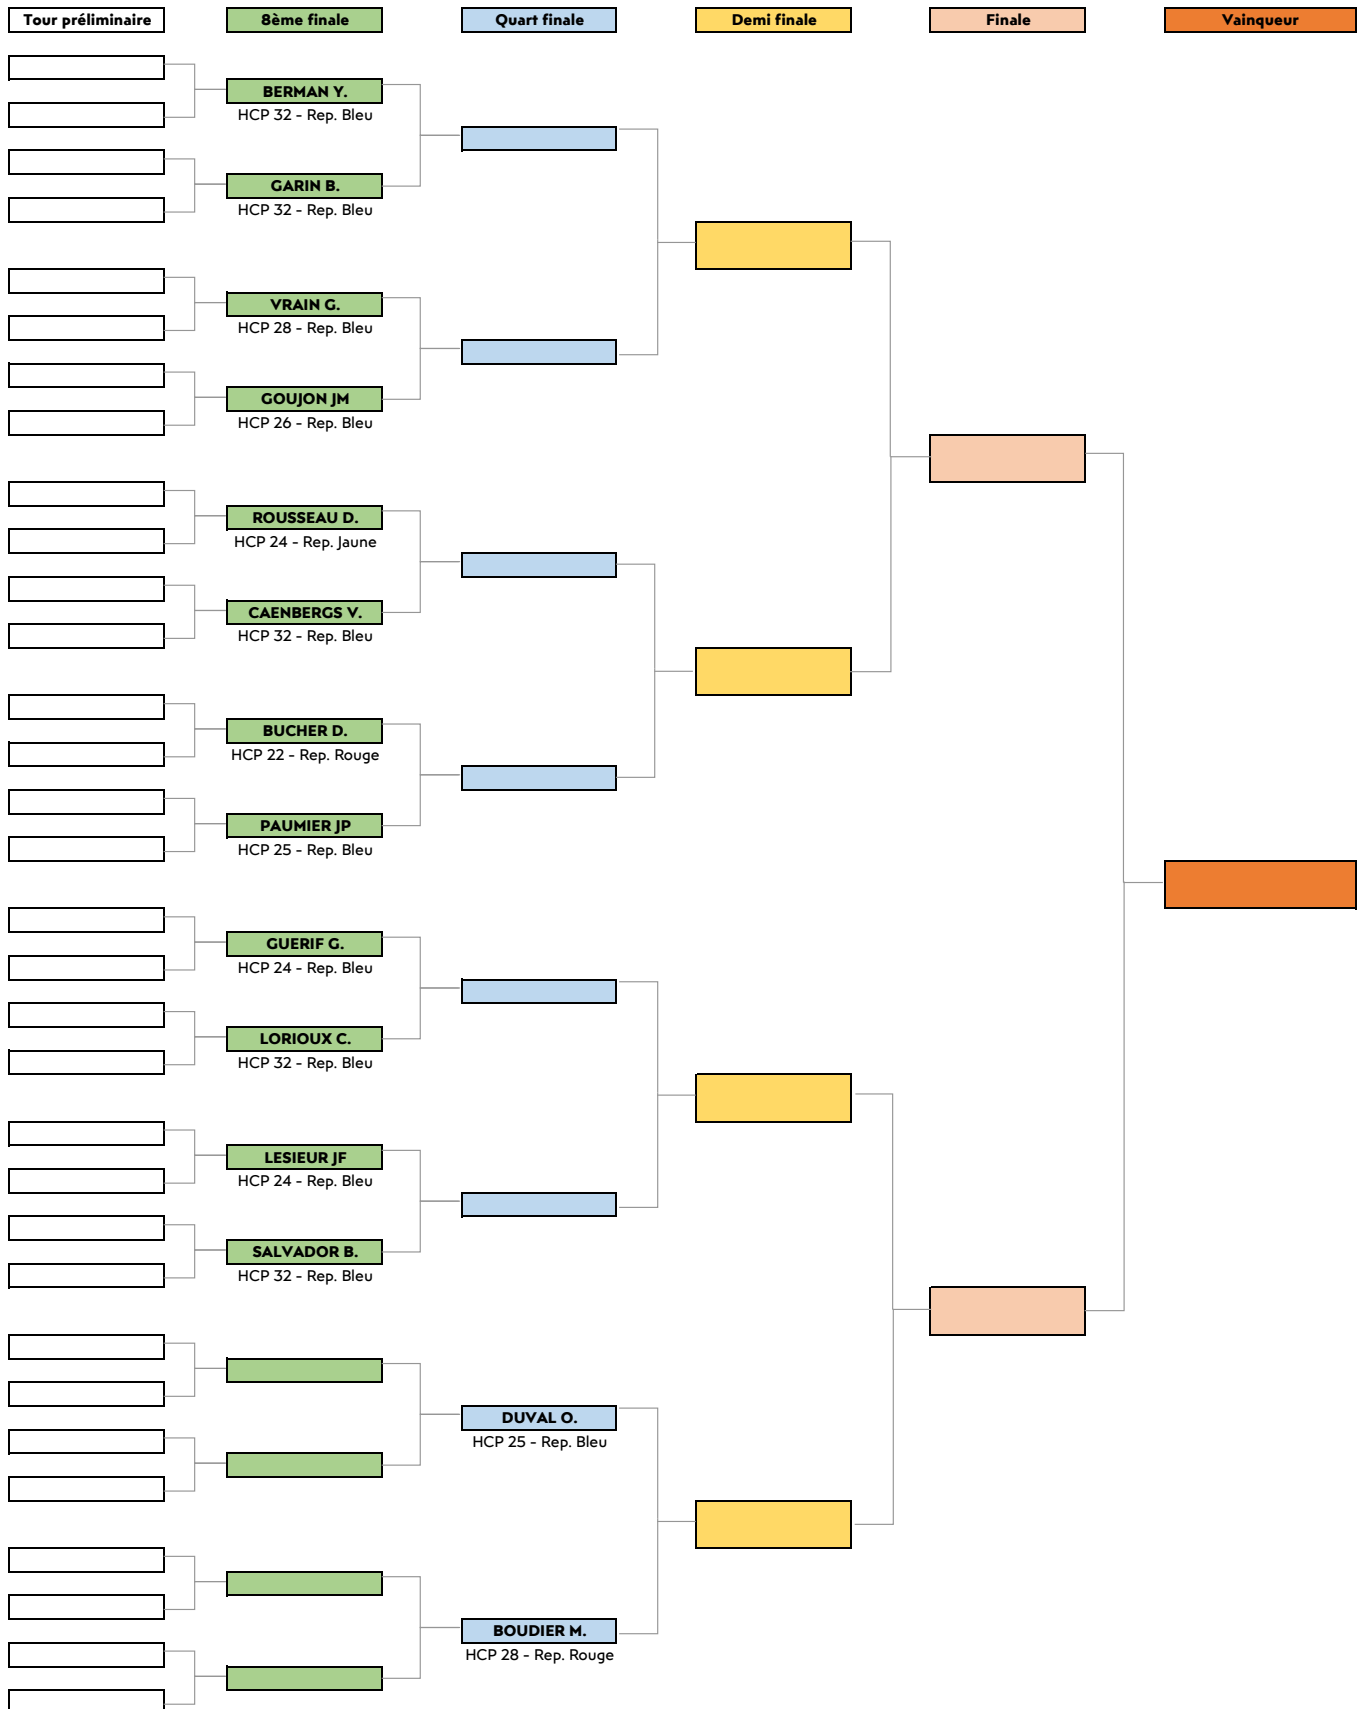 Tour préliminaire
8ème finale
Quart finale
Demi finale
Finale
Vainqueur
BERMAN Y.
HCP 32 - Rep. Bleu
GARIN B.
HCP 32 - Rep. Bleu
VRAIN G.
HCP 28 - Rep. Bleu
GOUJON JM
HCP 26 - Rep. Bleu
ROUSSEAU D.
HCP 24 - Rep. Jaune
CAENBERGS V.
HCP 32 - Rep. Bleu
BUCHER D.
HCP 22 - Rep. Rouge
PAUMIER JP
HCP 25 - Rep. Bleu
GUERIF G.
HCP 24 - Rep. Bleu
LORIOUX C.
HCP 32 - Rep. Bleu
LESIEUR JF
HCP 24 - Rep. Bleu
SALVADOR B.
HCP 32 - Rep. Bleu
DUVAL O.
HCP 25 - Rep. Bleu
BOUDIER M.
HCP 28 - Rep. Rouge